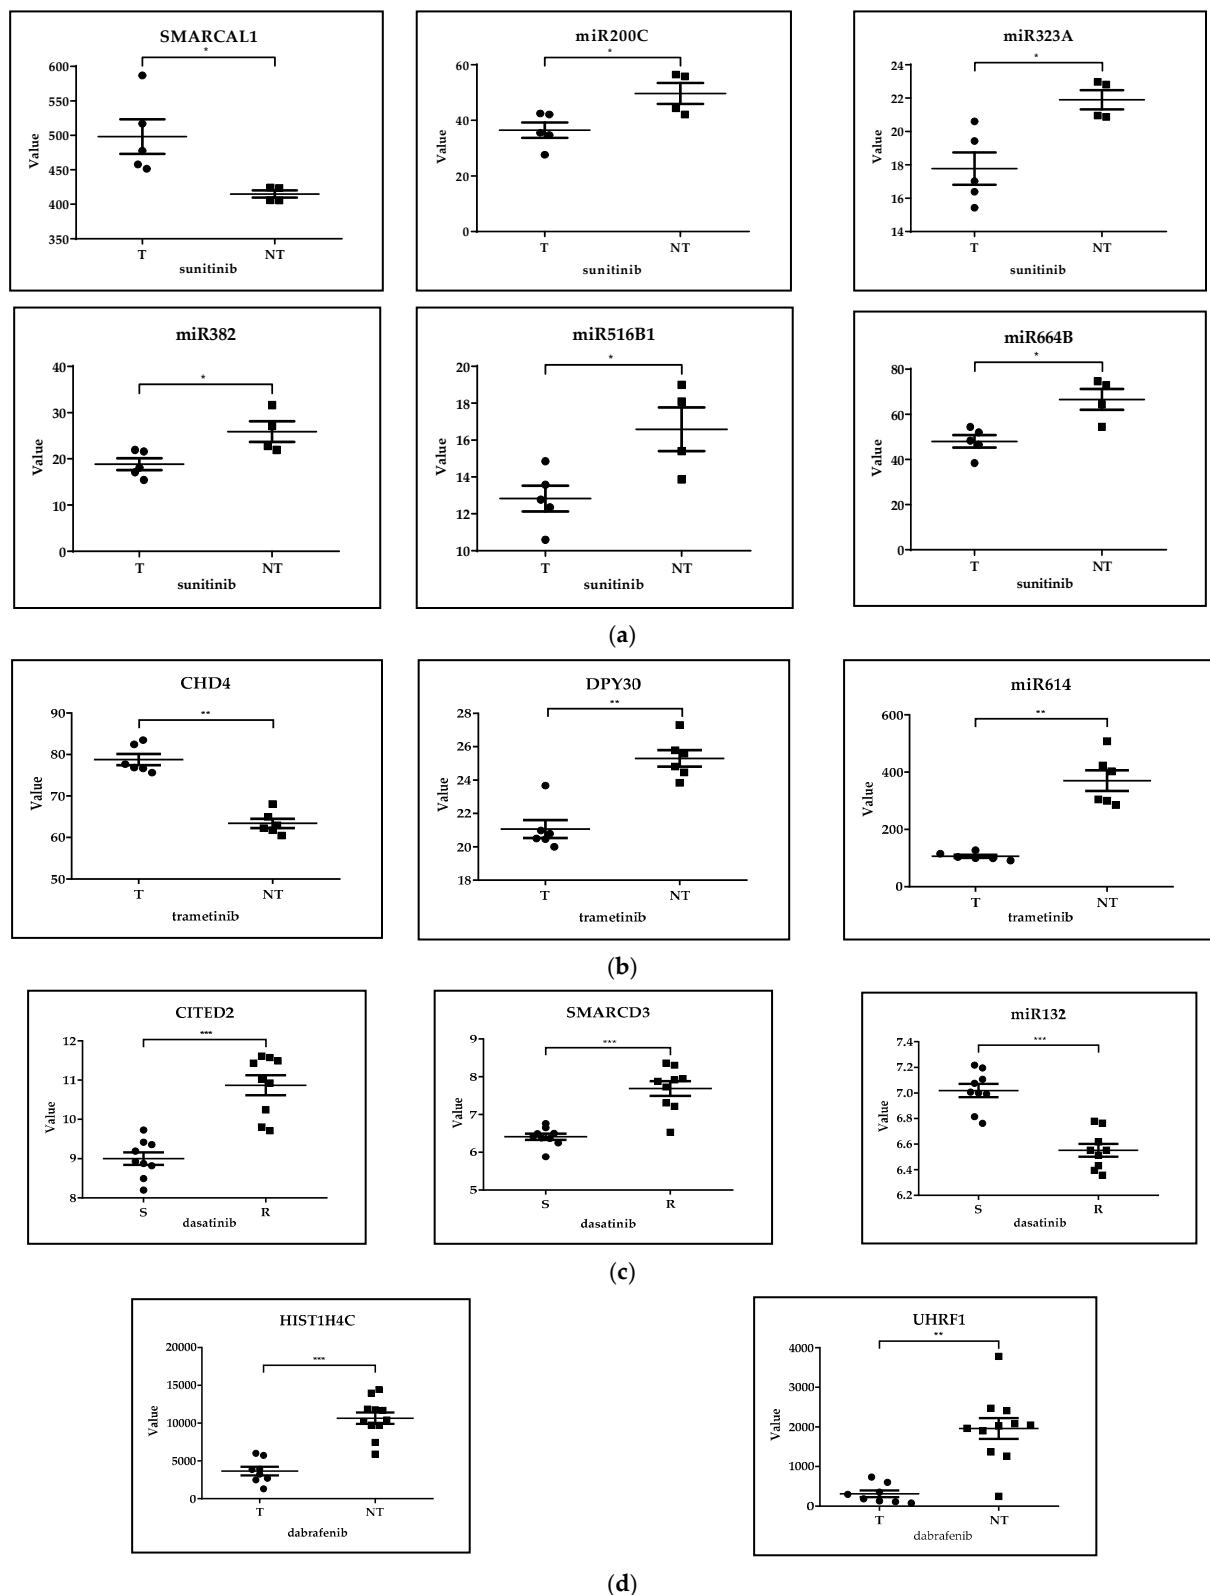 SMARCAL1
*
600
550
500
450
400
350
Value
T
NT
sunitinib
miR200C
*
60
40
20
0
Value
T
NT
sunitinib
miR323A
*
24
22
20
18
16
14
Value
T
NT
sunitinib
miR382
*
40
30
20
10
0
Value
T
NT
sunitinib
miR516B1
*
20
18
16
14
12
10
Value
T
NT
sunitinib
miR664B
*
80
60
40
20
0
Value
T
NT
sunitinib
(a)
CHD4
**
90
80
70
60
50
Value
T
NT
trametinib
DPY30
**
28
26
24
22
20
18
Value
T
NT
trametinib
miR614
**
600
400
200
0
Value
T
NT
trametinib
(b)
CITED2
***
12
11
10
9
8
Value
S
R
dasatinib
SMARCD3
***
9
8
7
6
5
Value
S
R
dasatinib
miR132
***
7.4
7.2
7.0
6.8
6.6
6.4
6.2
Value
S
R
dasatinib
(c)
HIST1H4C
***
20000
15000
10000
5000
0
Value
T
NT
dabrafenib
UHRF1
**
4000
3000
2000
1000
0
Value
T
NT
dabrafenib
(d)